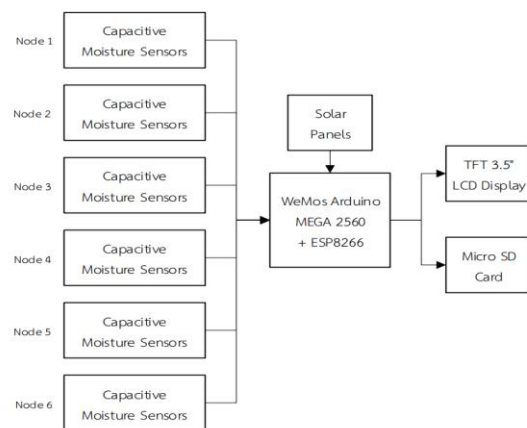 Node 1
Capacitive
Moisture Sensors
Node 2
Capacitive
Moisture Sensors
Node 3
Capacitive
Moisture Sensors
Node 4
Capacitive
Moisture Sensors
Node 5
Capacitive
Moisture Sensors
Node 6
Capacitive
Moisture Sensors
Solar
Panels
WeMos Arduino
MEGA 2560
+ ESP8266
TFT 3.5"
LCD Display
Micro SD
Card